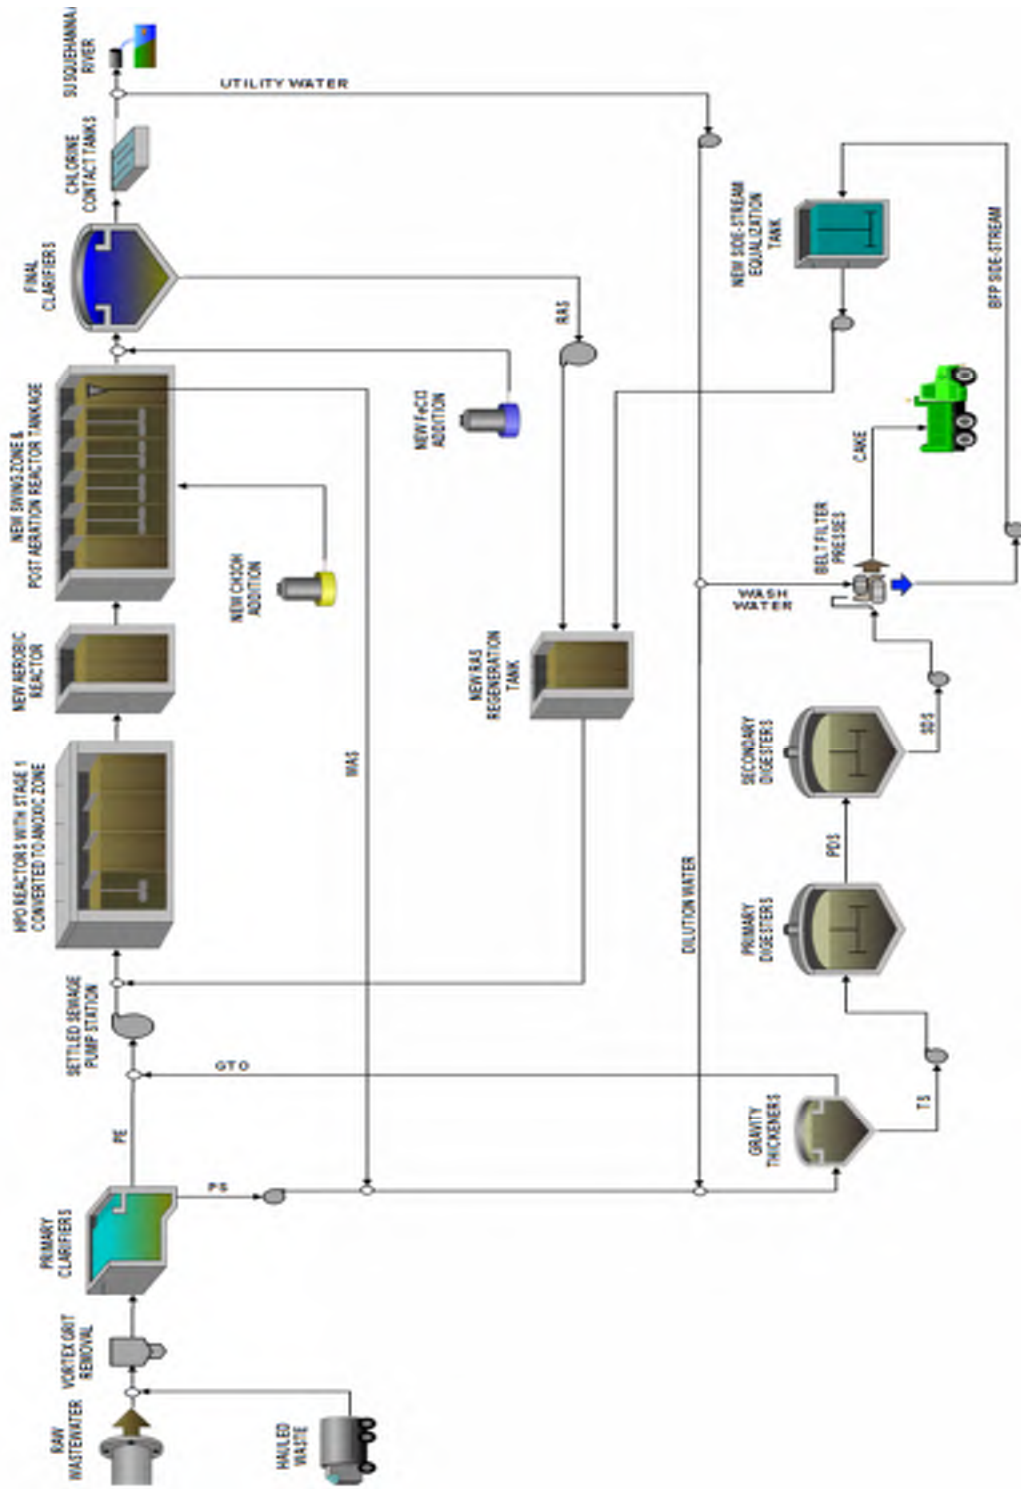 RAW
WASTEWATER
VORTEX GRIT
REMOVAL
PRIMARY
CLARIFIERS
PE
SETTLED SEWAGE
PUMP STATION
HPO REACTORS WITH STAGE 1
CONVERTED TO ANOXIC ZONE
NEW AEROBIC
REACTOR
NEW SWING ZONE &
POST AERATION REACTOR TANKAGE
FINAL
CLARIFIERS
CHLORINE
CONTACT TANKS
SUSQUEHANNA
RIVER
HAULED
WASTE
PS
GTO
MAS
NEW CH3OH
ADDITION
NEW FeCl
ADDITION
RAS
UTILITY WATER
NEW RAS
REGENERATION
TANK
DILUTION WATER
WASH
WATER
NEW SIDE-STREAM
EQUALIZATION
TANK
GRAVITY
THICKENERS
TS
PRIMARY
DIGESTERS
PDS
SECONDARY
DIGESTERS
SDS
BELT FILTER
PRESSES
CAKE
BFP SIDE-STREAM